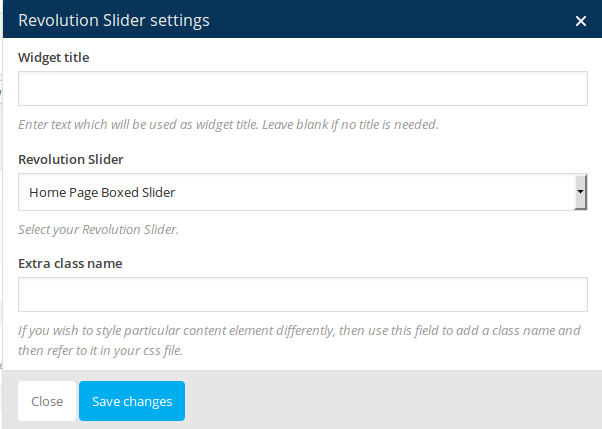 Revolution Slider settings
Widget title
Enter text which will be used as widget title. Leave blank if no title is needed.
Revolution Slider
Home Page Boxed Slider
Select your Revolution Slider.
Extra class name
If you wish to style particular content element differently, then use this field to add a class name and
then refer to it in your css file.
Close
Save changes